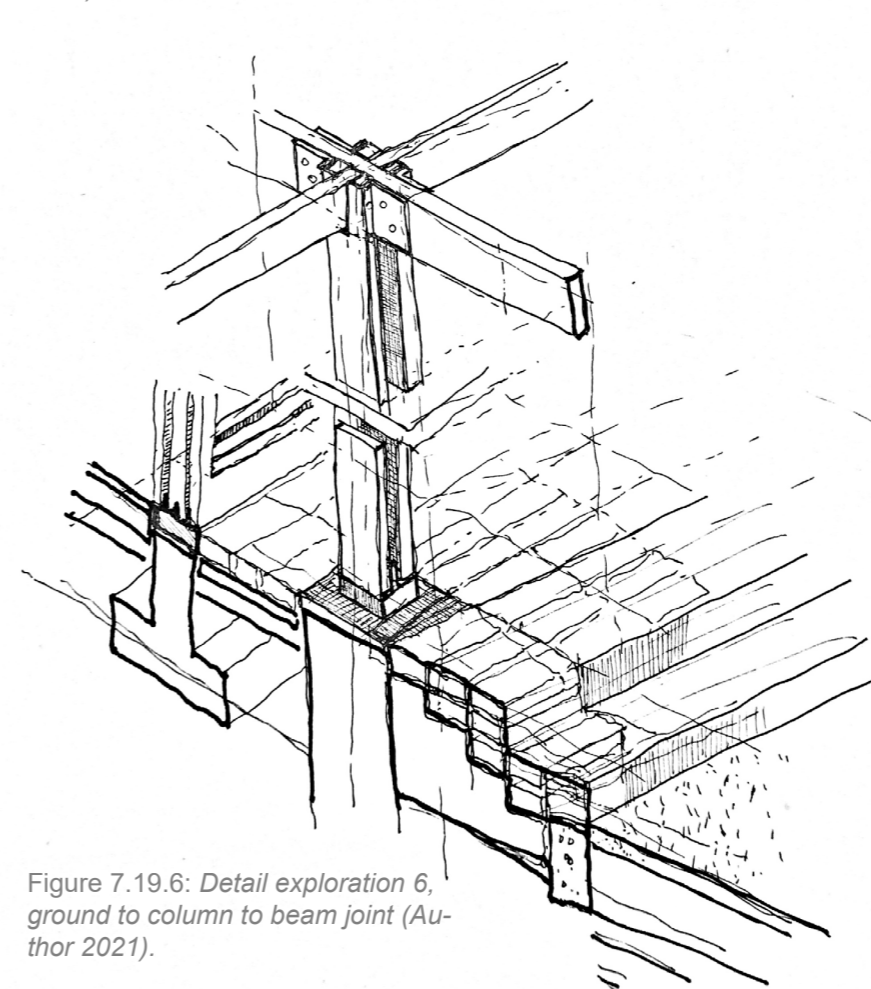 Figure 7.19.6: Detail exploration 6,
ground to column to beam joint (Au-
thor 2021).